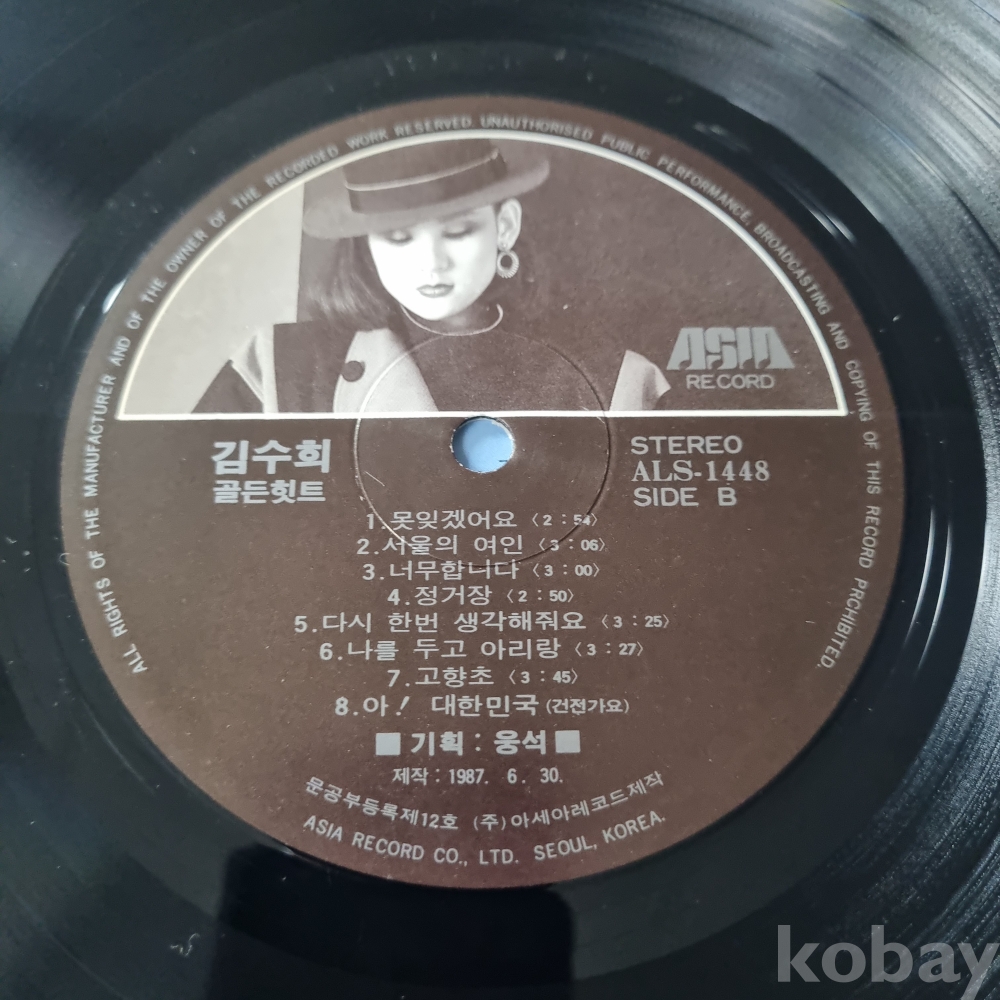 ALL RIGHTS OF THE MANUFACTURER AND OF THE OWNER OF THE RECORDED WORK RESERVED. UNAUTHORISED PUBLIC PERFORMANCE, BROADCASTING AND COPYING OF THIS RECORD PRCHIBITED.
ASIA
RECORD
김수희
골든힛트
STEREO
ALS-1448
SIDE B
1.못잊겠어요 〈2:54〉
2.서울의 여인 〈3:06〉
3.너무합니다 〈3:00〉
4.정거장 〈2:50〉
5.다시 한번 생각해줘요 〈3:25〉
6.나를 두고 아리랑 〈3:27〉
7.고향초 〈3:45〉
8.아! 대한민국 (건전가요)
■기획: 웅석■
제작: 1987. 6. 30.
문공부등록제12호 (주)아세아레코드제작
ASIA RECORD CO., LTD. SEOUL, KOREA.
kobay